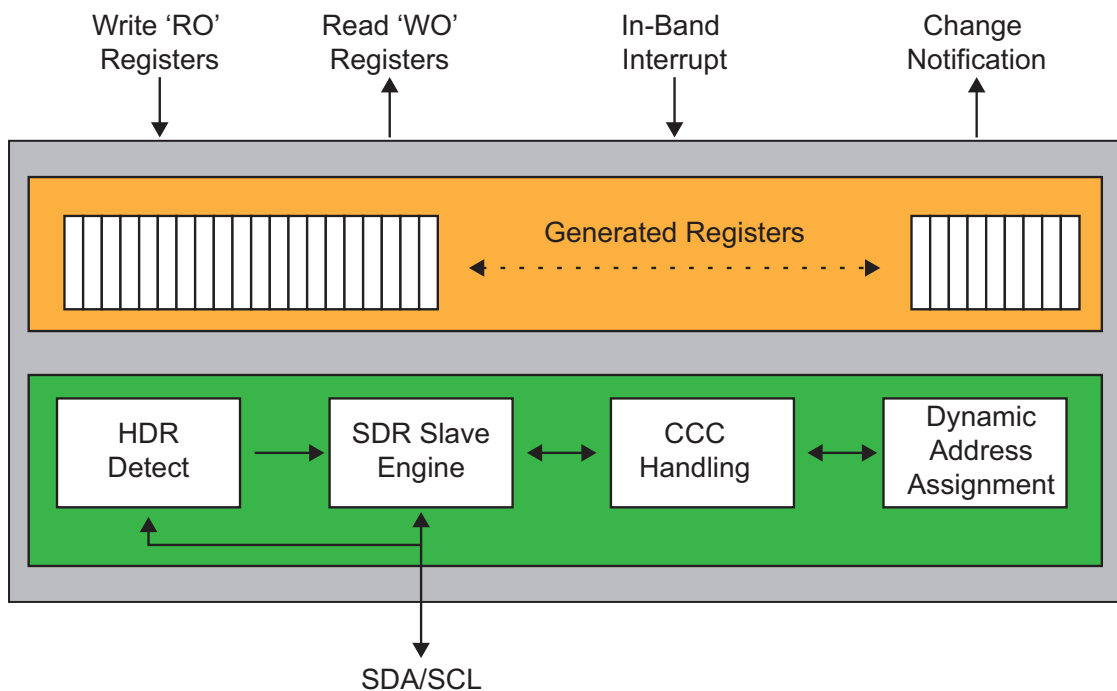 Write ‘RO’
Registers
Read ‘WO’
Registers
In-Band
Interrupt
Change
Notification
Generated Registers
HDR
Detect
SDR Slave
Engine
CCC
Handling
Dynamic
Address
Assignment
SDA/SCL